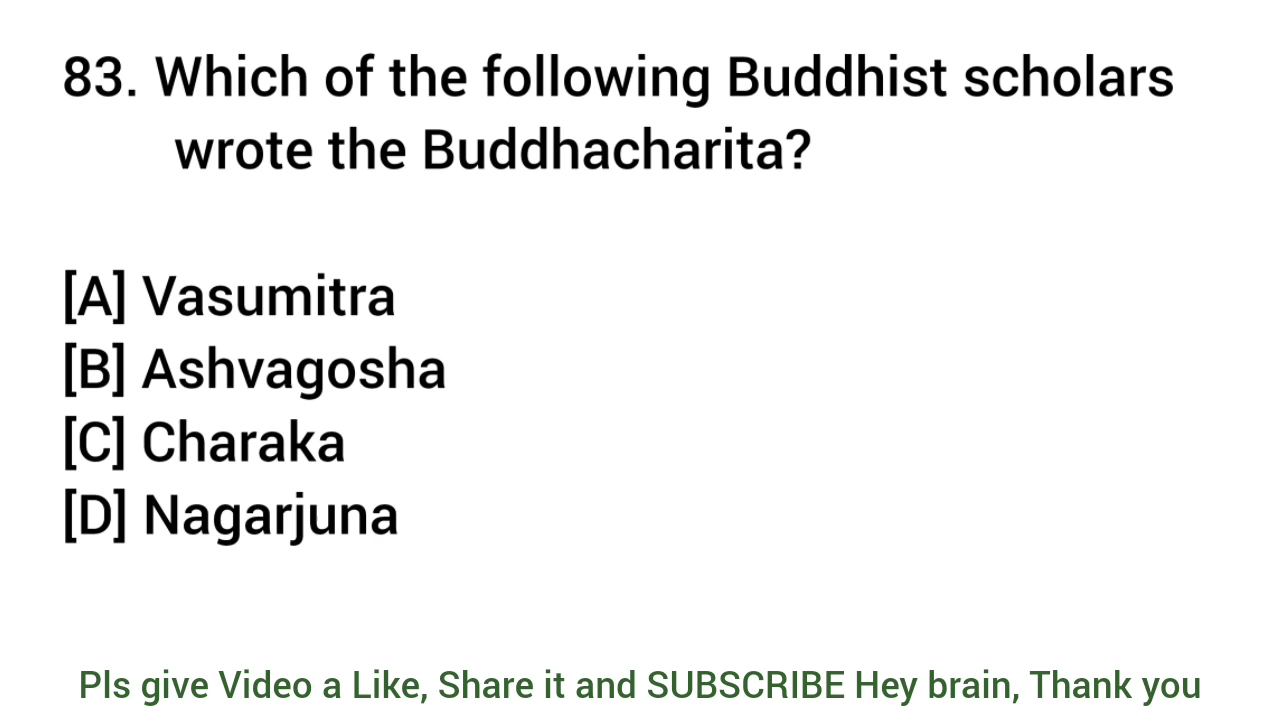 83. Which of the following Buddhist scholars
wrote the Buddhacharita?
[A] Vasumitra
[B] Ashvagosha
[C] Charaka
[D] Nagarjuna
Pls give Video a Like, Share it and SUBSCRIBE Hey brain, Thank you